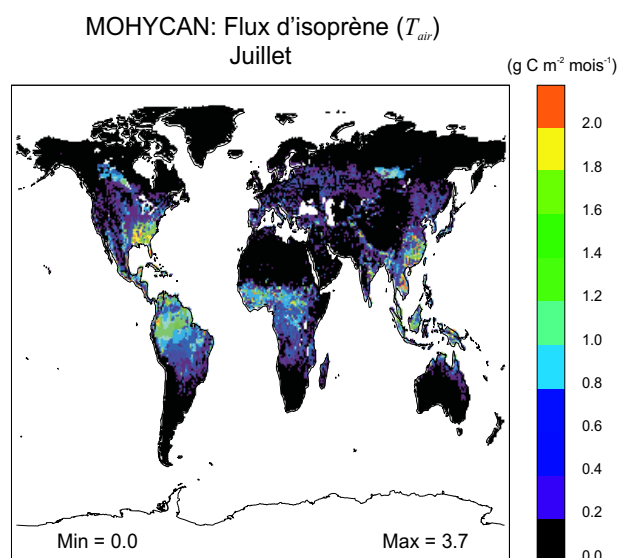 MOHYCAN: Flux d’isoprène (Tair)
Juillet
(g C m-2 mois-1)
2.0
1.8
1.6
1.4
1.2
1.0
0.8
0.6
0.4
0.2
0.0
Min = 0.0 Max = 3.7